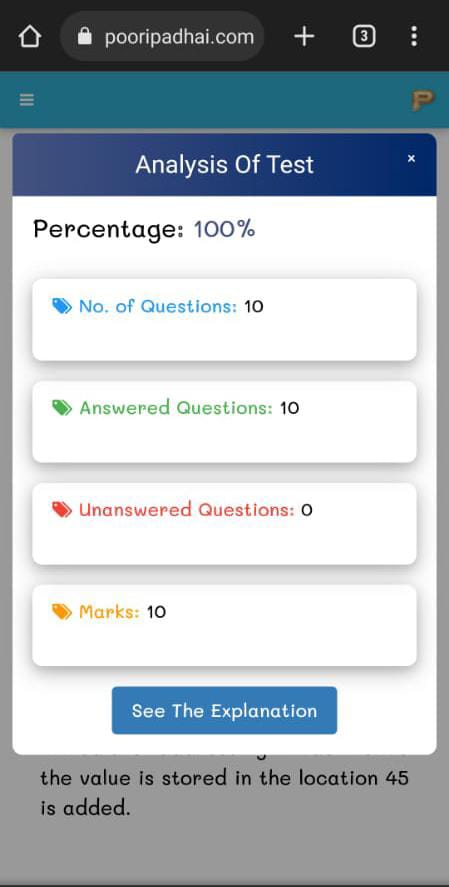 pooripadhai.com
3
P
Analysis Of Test
×
Percentage: 100%
No. of Questions: 10
Answered Questions: 10
Unanswered Questions: 0
Marks: 10
See The Explanation
the value is stored in the location 45
is added.